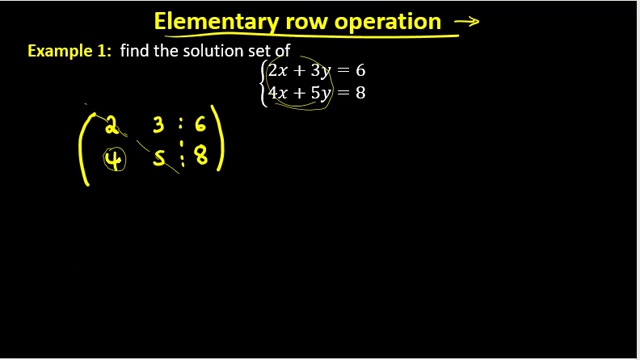 Elementary row operation →
Example 1: find the solution set of
2x + 3y = 6
4x + 5y = 8
2 3 ⋮ 6
4 5 ⋮ 8